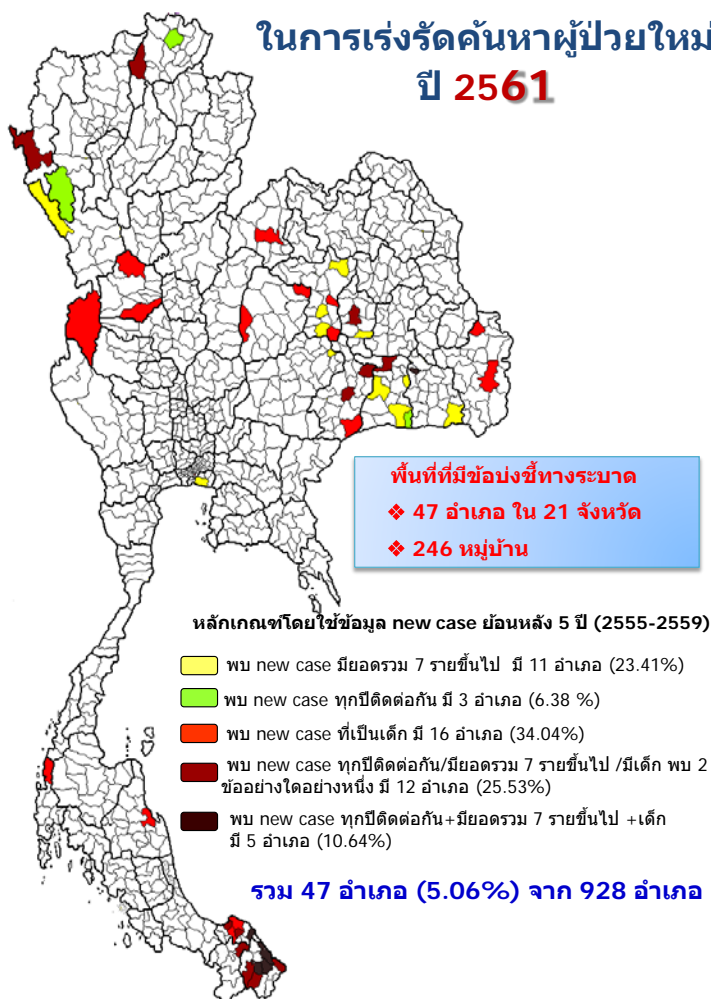 ในการเร่งรัดค้นหาผู้ป่วยใหม่
ปี 2561
พื้นที่ที่มีข้อบ่งชี้ทางระบาด
❖ 47 อำเภอ ใน 21 จังหวัด
❖ 246 หมู่บ้าน
หลักเกณฑ์โดยใช้ข้อมูล new case ย้อนหลัง 5 ปี (2555-2559)
พบ new case มียอดรวม 7 รายขึ้นไป มี 11 อำเภอ (23.41%)
พบ new case ทุกปีติดต่อกัน มี 3 อำเภอ (6.38 %)
พบ new case ที่เป็นเด็ก มี 16 อำเภอ (34.04%)
พบ new case ทุกปีติดต่อกัน/มียอดรวม 7 รายขึ้นไป /มีเด็ก พบ 2
ข้ออย่างใดอย่างหนึ่ง มี 12 อำเภอ (25.53%)
พบ new case ทุกปีติดต่อกัน+มียอดรวม 7 รายขึ้นไป +เด็ก
มี 5 อำเภอ (10.64%)
รวม 47 อำเภอ (5.06%) จาก 928 อำเภอ